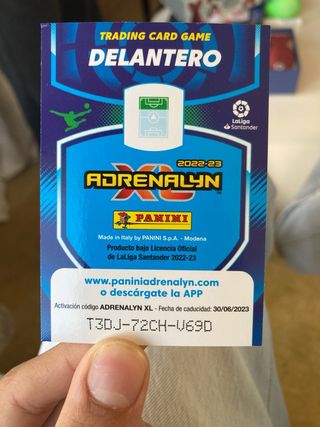 TRADING CARD GAME
DELANTERO
LaLiga
Santander
2022-23
ADRENALYN
XL™
PANINI
Made in Italy by PANINI S.p.A. - Modena
Producto bajo Licencia Oficial
de LaLiga Santander 2022-23
www.paniniadrenalyn.com
o descárgate la APP
Activación código ADRENALYN XL - Fecha de caducidad: 30/06/2023
T3DJ-72CH-V69D